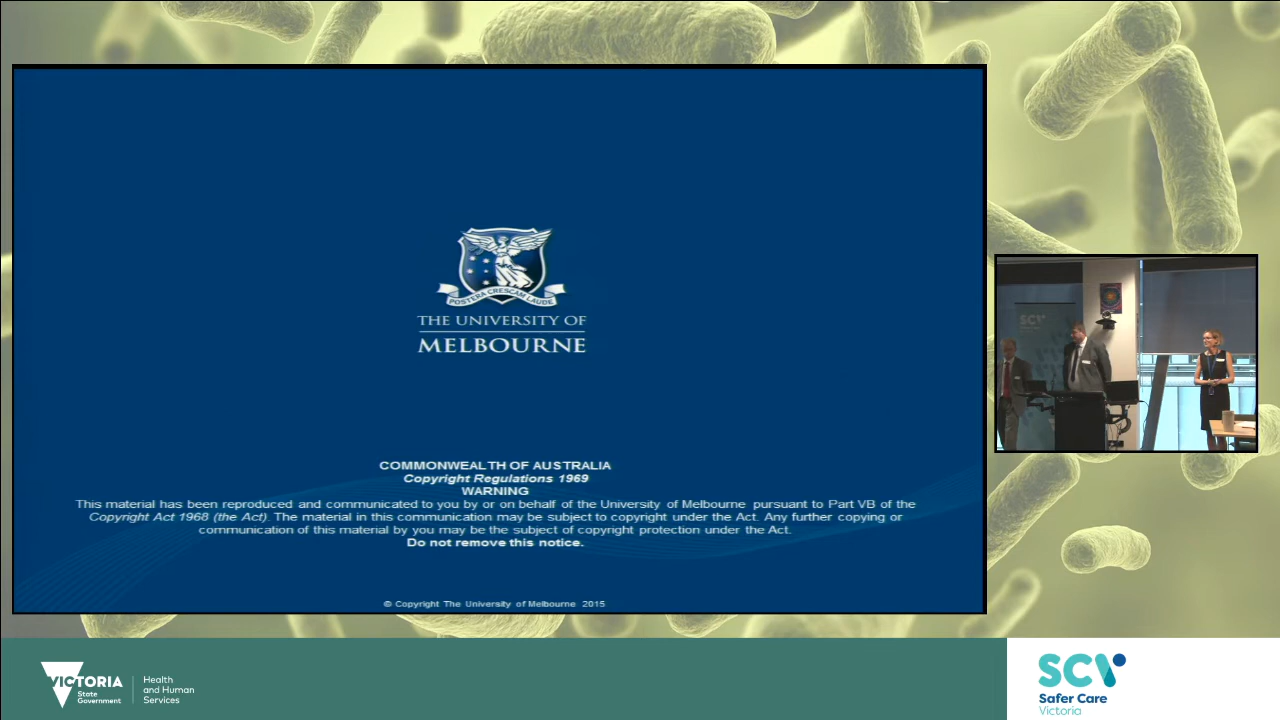 POSTERA CRESCAM LAUDE
THE UNIVERSITY OF
MELBOURNE
COMMONWEALTH OF AUSTRALIA
Copyright Regulations 1969
WARNING
This material has been reproduced and communicated to you by or on behalf of the University of Melbourne pursuant to Part VB of the
Copyright Act 1968 (the Act). The material in this communication may be subject to copyright under the Act. Any further copying or
communication of this material by you may be the subject of copyright protection under the Act.
Do not remove this notice.
© Copyright The University of Melbourne 2015
SCV
VICTORIA
State
Government
Health
and Human
Services
SCV
Safer Care
Victoria